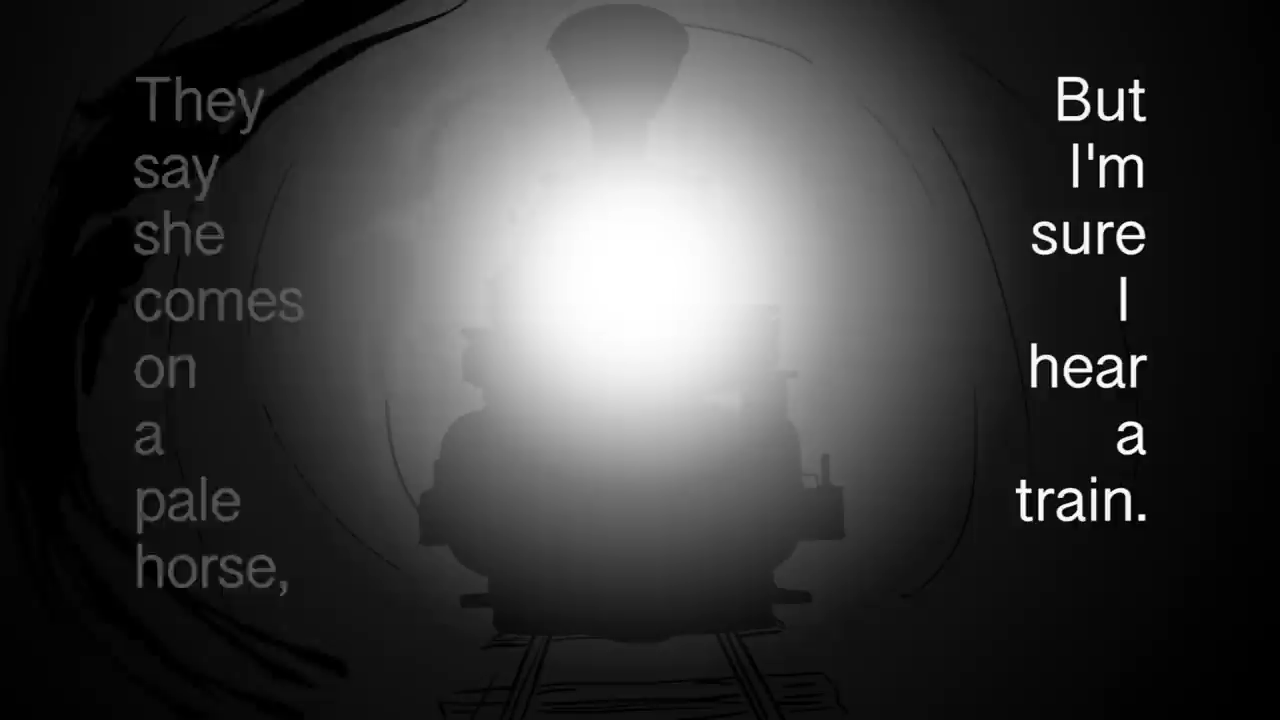 They
say
she
comes
on
a
pale
horse,
But
I'm
sure
I
hear
a
train.